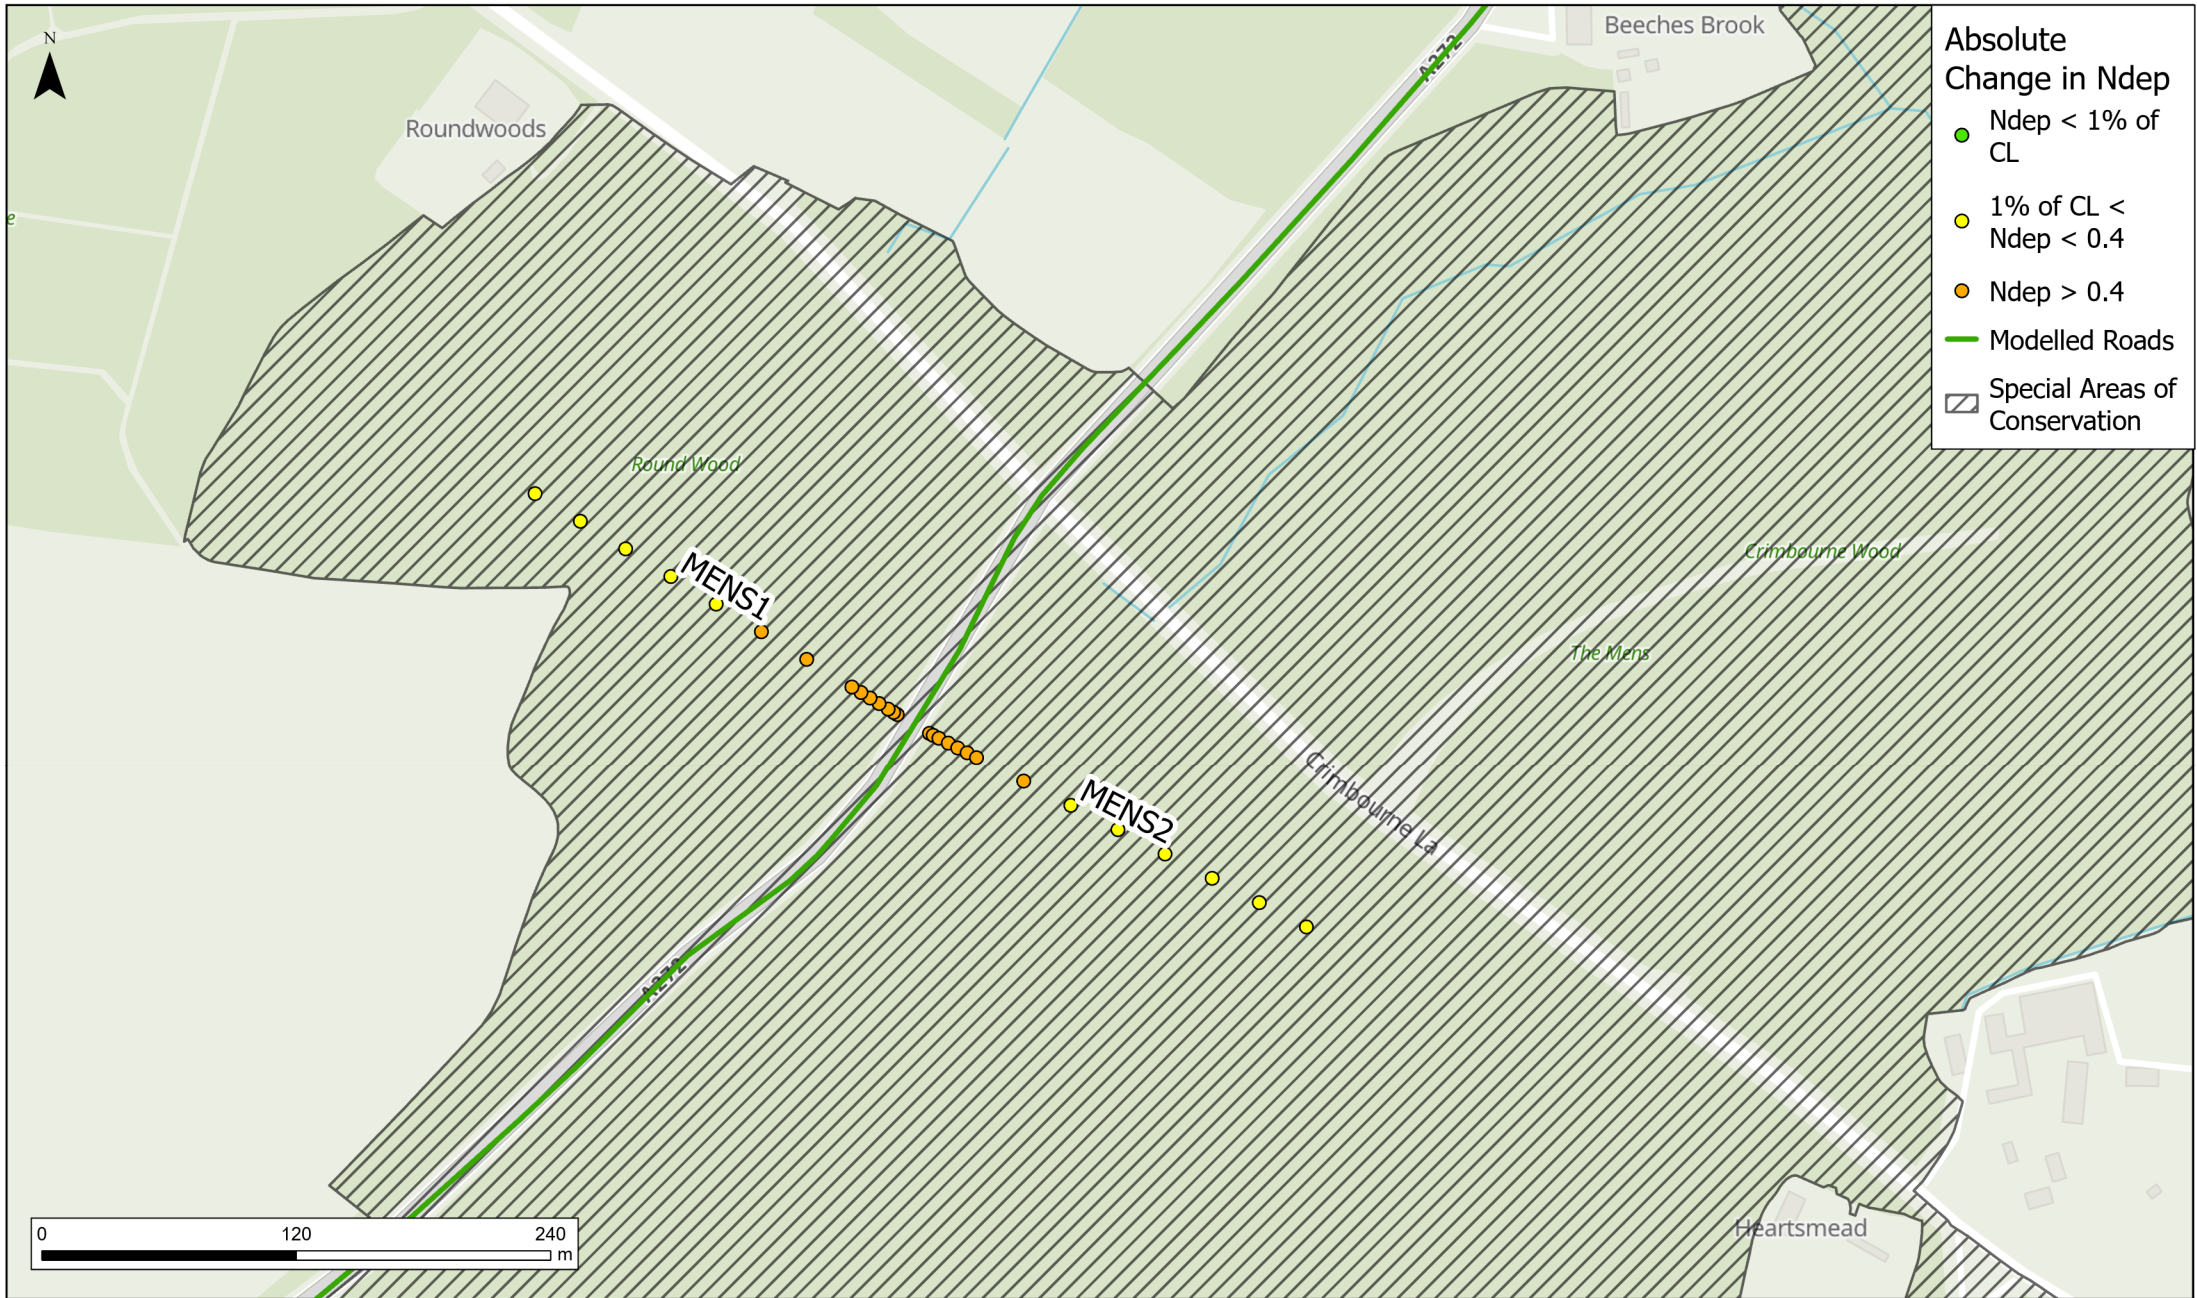 N
A272
Beeches Brook
Roundwoods
e
Absolute
Change in Ndep
Ndep < 1% of
CL
1% of CL <
Ndep < 0.4
Ndep > 0.4
Modelled Roads
Special Areas of
Conservation
Round Wood
MENS1
Crimbourne Wood
The Mens
Crimbourne La
MENS2
A272
Heartsmead
0 120 240
m